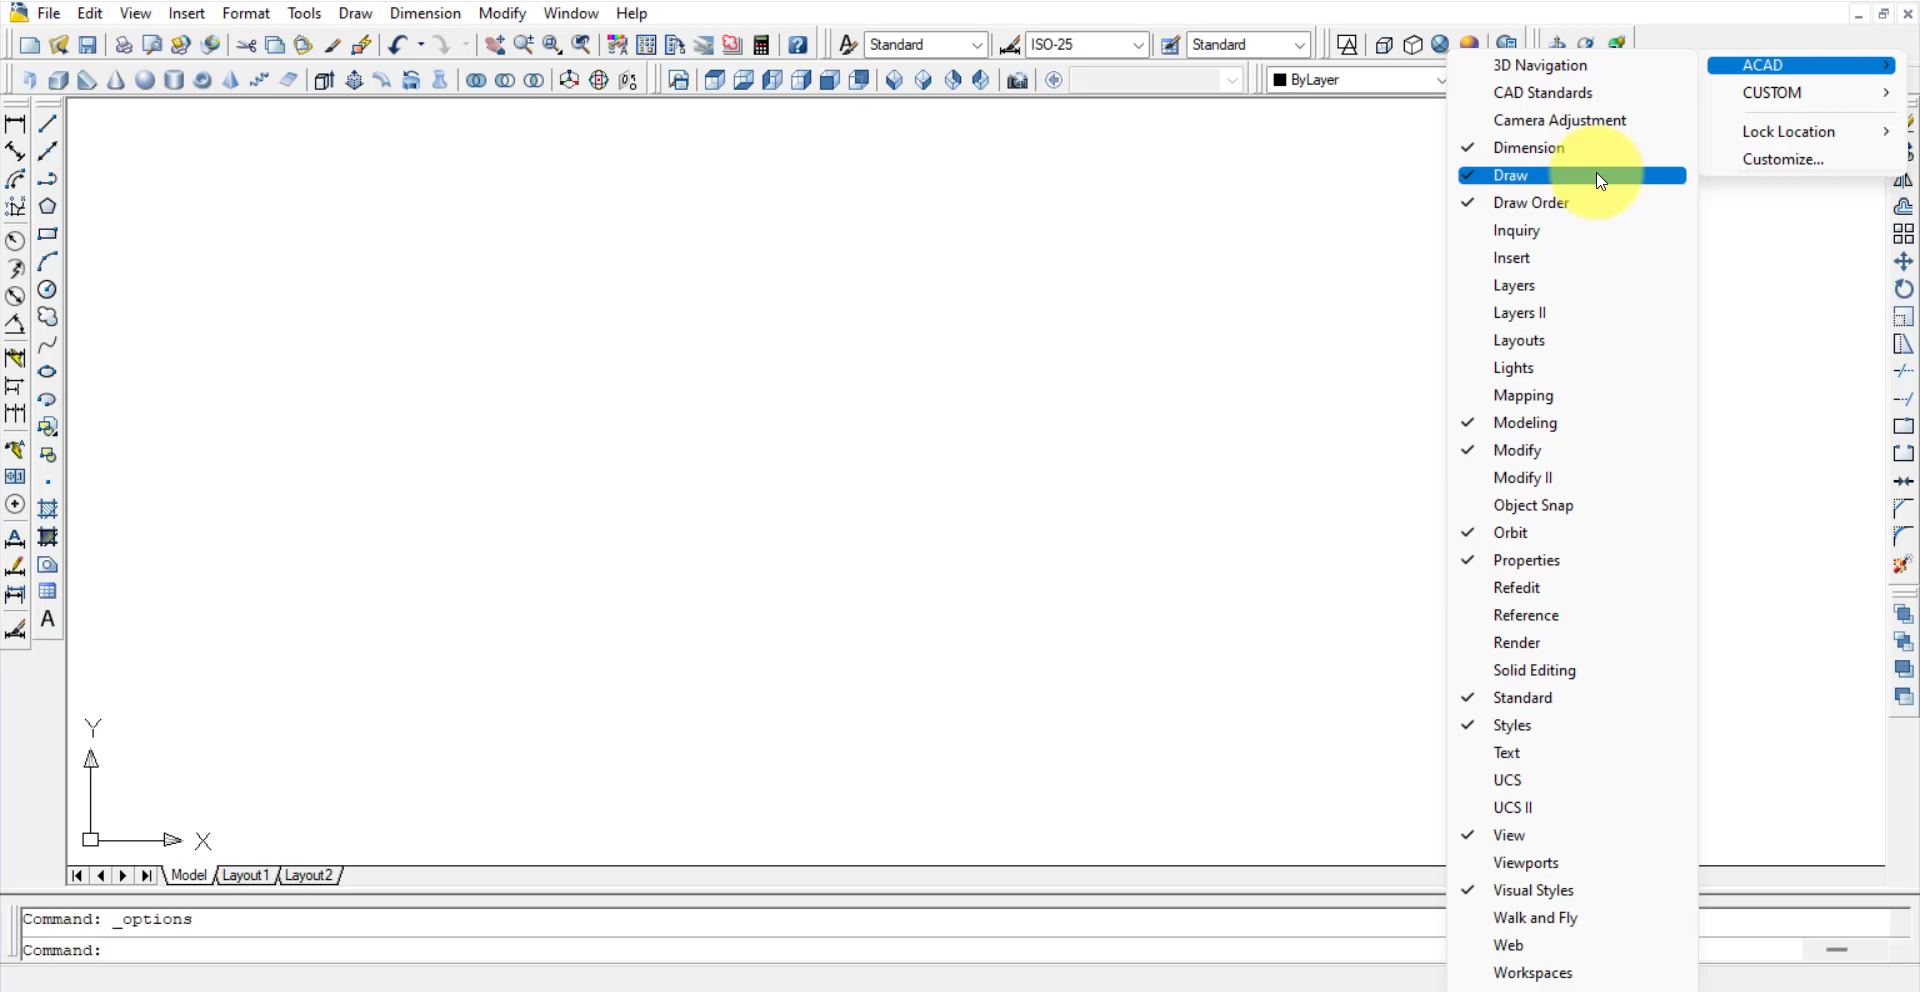 File Edit View Insert Format Tools Draw Dimension Modify Window Help
Standard ISO-25 Standard
ByLayer
ACAD
CUSTOM
Lock Location
Customize...
3D Navigation
CAD Standards
Camera Adjustment
Dimension
Draw
Draw Order
Inquiry
Insert
Layers
Layers II
Layouts
Lights
Mapping
Modeling
Modify
Modify II
Object Snap
Orbit
Properties
Refedit
Reference
Render
Solid Editing
Standard
Styles
Text
UCS
UCS II
View
Viewports
Visual Styles
Walk and Fly
Web
Workspaces
A
Y
X
Model Layout1 Layout2
Command: _options
Command: